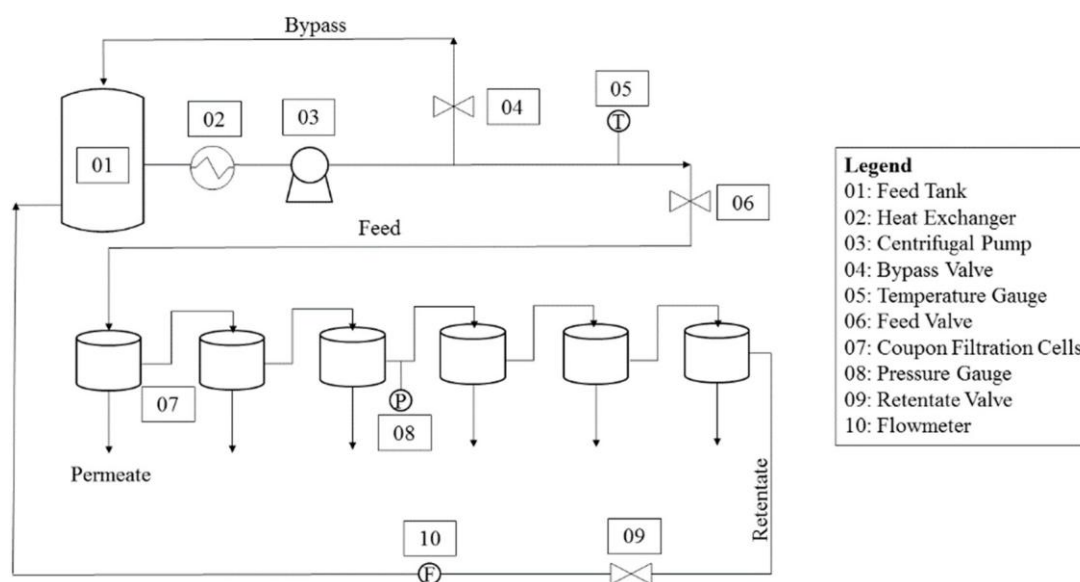 Bypass
05
02
03
04
T
01
06
Feed
07
P
08
Permeate
Retentate
10
09
F
Legend
01: Feed Tank
02: Heat Exchanger
03: Centrifugal Pump
04: Bypass Valve
05: Temperature Gauge
06: Feed Valve
07: Coupon Filtration Cells
08: Pressure Gauge
09: Retentate Valve
10: Flowmeter